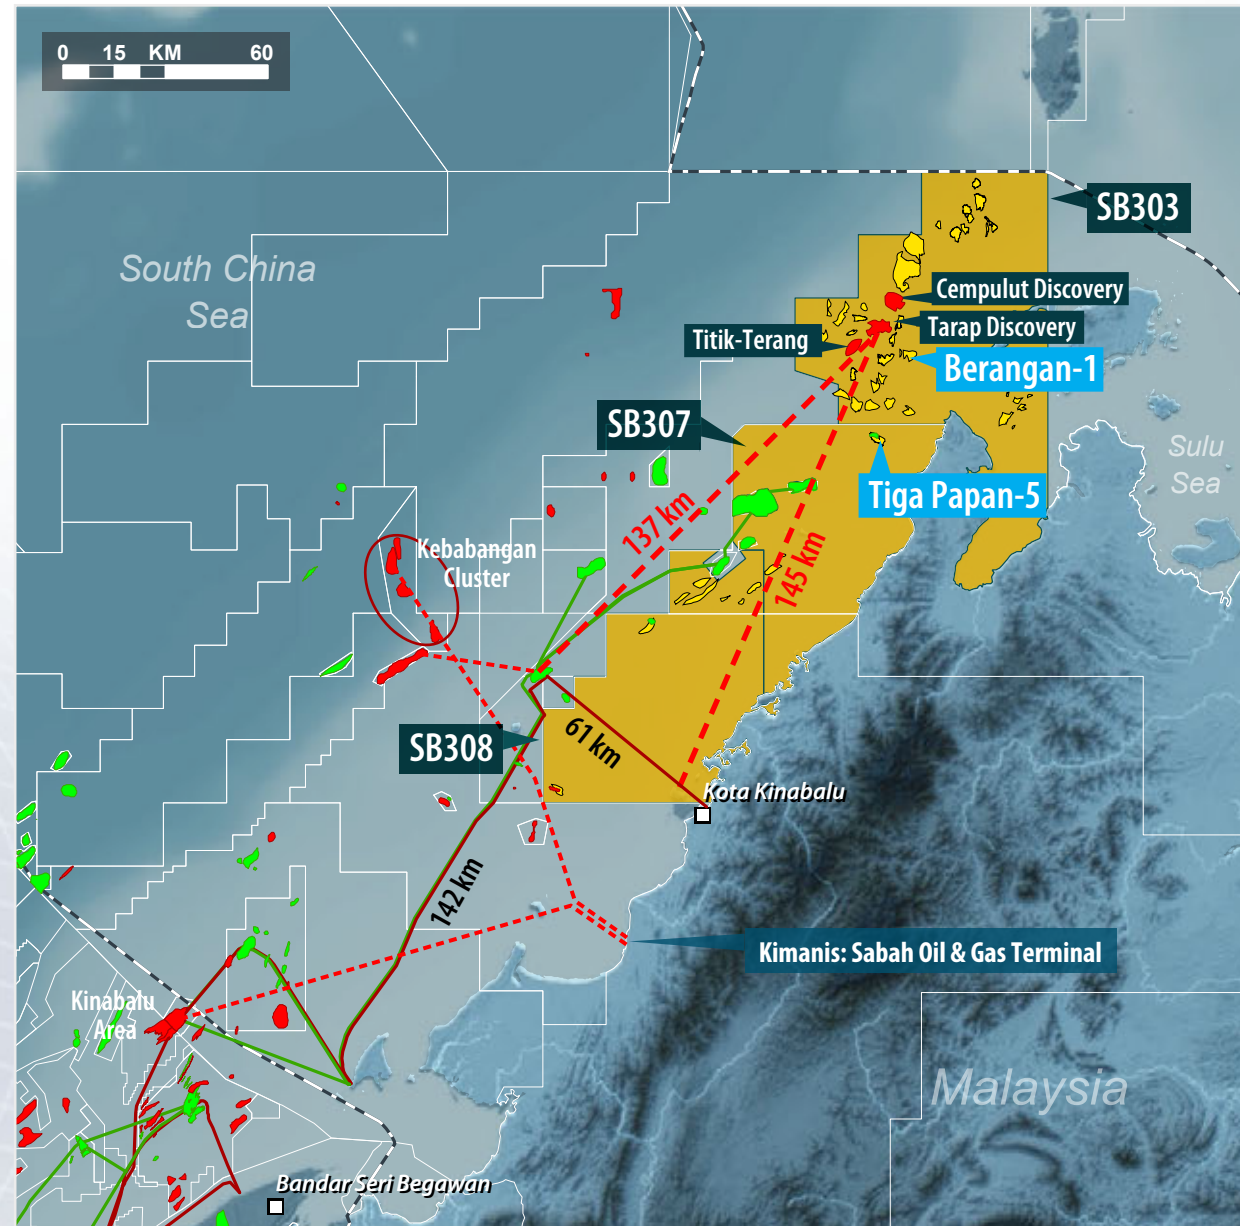 0 15 KM 60
SB303
South China
Sea
Cempulut Discovery
Tarap Discovery
Titik-Terang
Berangan-1
SB307
Sulu
Sea
Tiga Papan-5
137 km
Kebabangan
Cluster
145 km
SB308
61 km
Kota Kinabalu
142 km
Kimanis: Sabah Oil & Gas Terminal
Kinabalu
Area
Malaysia
Bandar Seri Begawan